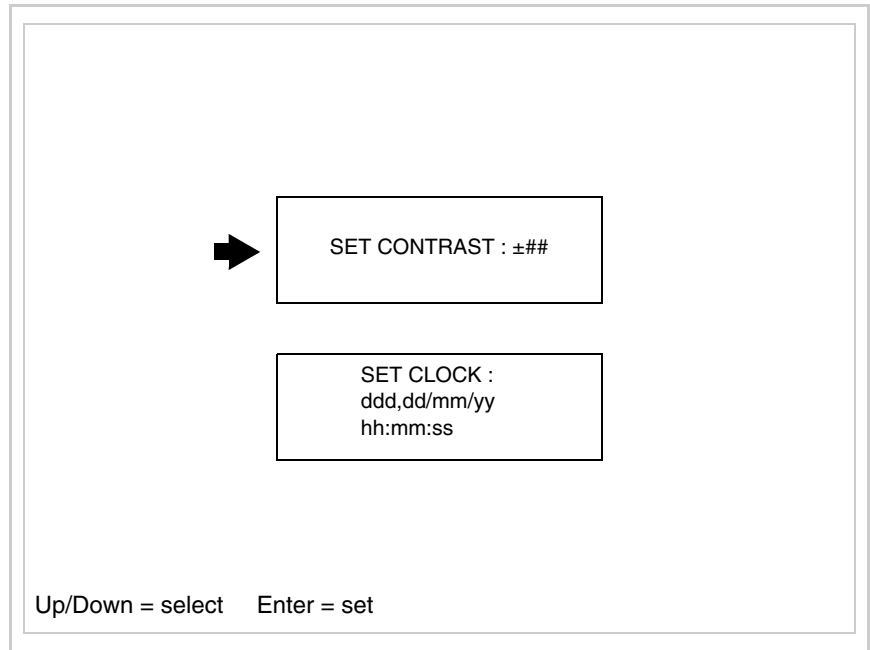 SET CONTRAST : ±##
SET CLOCK :
ddd,dd/mm/yy
hh:mm:ss
Up/Down = select Enter = set